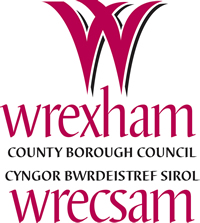 wrexham
COUNTY BOROUGH COUNCIL
CYNGOR BWRDEISTREF SIROL
wrecsam